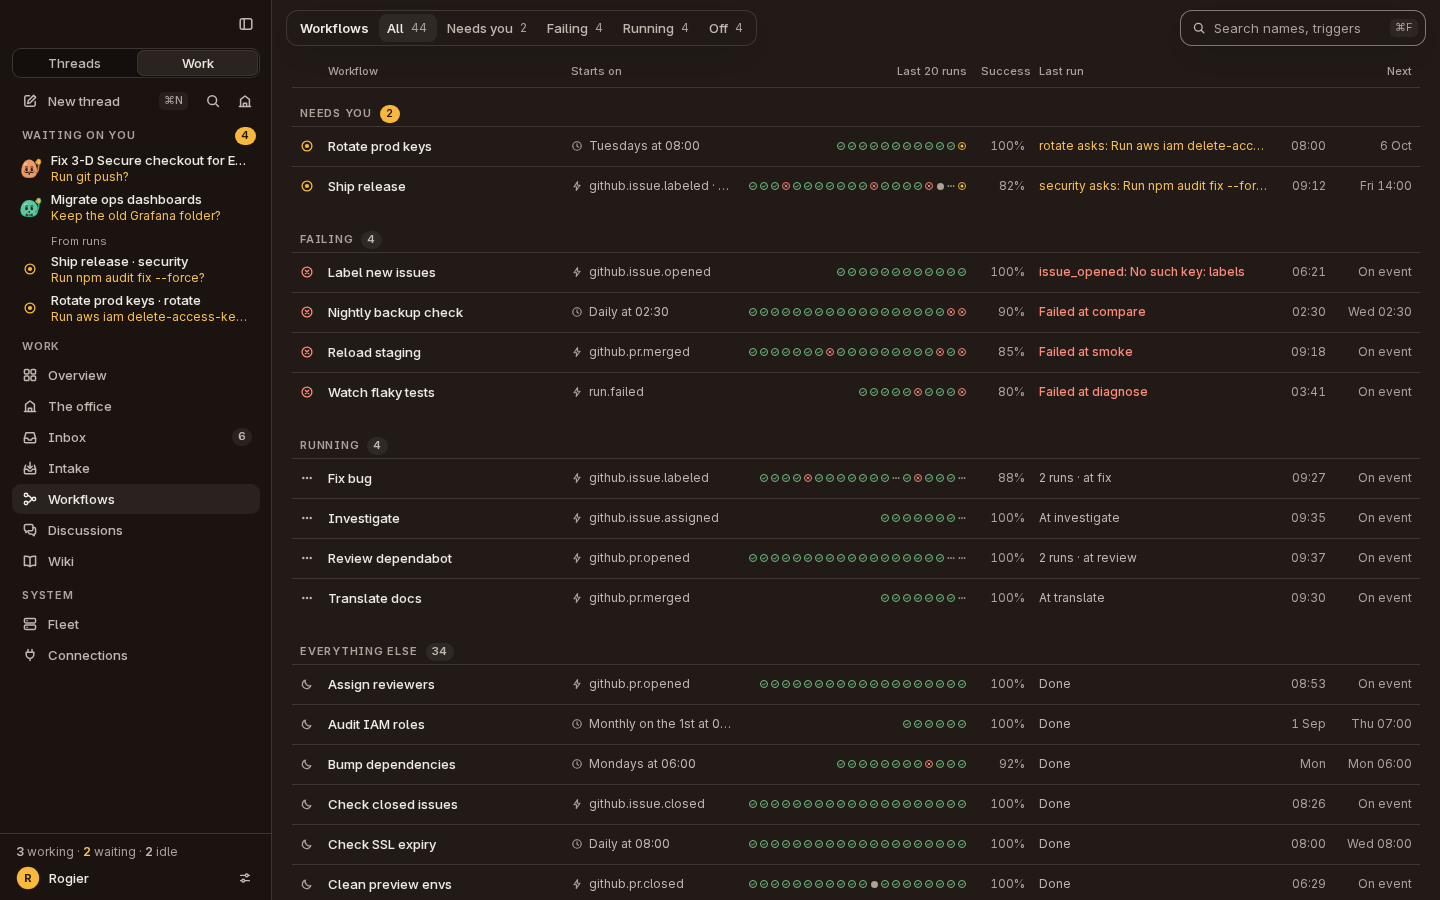 Threads
Work
New thread
⌘N
WAITING ON YOU
4
Fix 3-D Secure checkout for E…
Run git push?
Migrate ops dashboards
Keep the old Grafana folder?
From runs
Ship release · security
Run npm audit fix --force?
Rotate prod keys · rotate
Run aws iam delete-access-ke…
WORK
Overview
The office
Inbox
6
Intake
Workflows
Discussions
Wiki
SYSTEM
Fleet
Connections
3 working · 2 waiting · 2 idle
R
Rogier
Workflows
All 44
Needs you 2
Failing 4
Running 4
Off 4
Search names, triggers
⌘F
Workflow Starts on Last 20 runs Success Last run Next
NEEDS YOU 2
Rotate prod keys Tuesdays at 08:00 100% rotate asks: Run aws iam delete-acc… 08:00 6 Oct
Ship release github.issue.labeled · … 82% security asks: Run npm audit fix --for… 09:12 Fri 14:00
FAILING 4
Label new issues github.issue.opened 100% issue_opened: No such key: labels 06:21 On event
Nightly backup check Daily at 02:30 90% Failed at compare 02:30 Wed 02:30
Reload staging github.pr.merged 85% Failed at smoke 09:18 On event
Watch flaky tests run.failed 80% Failed at diagnose 03:41 On event
RUNNING 4
Fix bug github.issue.labeled 88% 2 runs · at fix 09:27 On event
Investigate github.issue.assigned 100% At investigate 09:35 On event
Review dependabot github.pr.opened 100% 2 runs · at review 09:37 On event
Translate docs github.pr.merged 100% At translate 09:30 On event
EVERYTHING ELSE 34
Assign reviewers github.pr.opened 100% Done 08:53 On event
Audit IAM roles Monthly on the 1st at 0… 100% Done 1 Sep Thu 07:00
Bump dependencies Mondays at 06:00 92% Done Mon Mon 06:00
Check closed issues github.issue.closed 100% Done 08:26 On event
Check SSL expiry Daily at 08:00 100% Done 08:00 Wed 08:00
Clean preview envs github.pr.closed 100% Done 06:29 On event